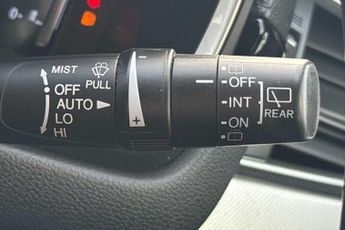 MIST
PULL
OFF
AUTO
LO
HI
−
+
OFF
INT
ON
REAR